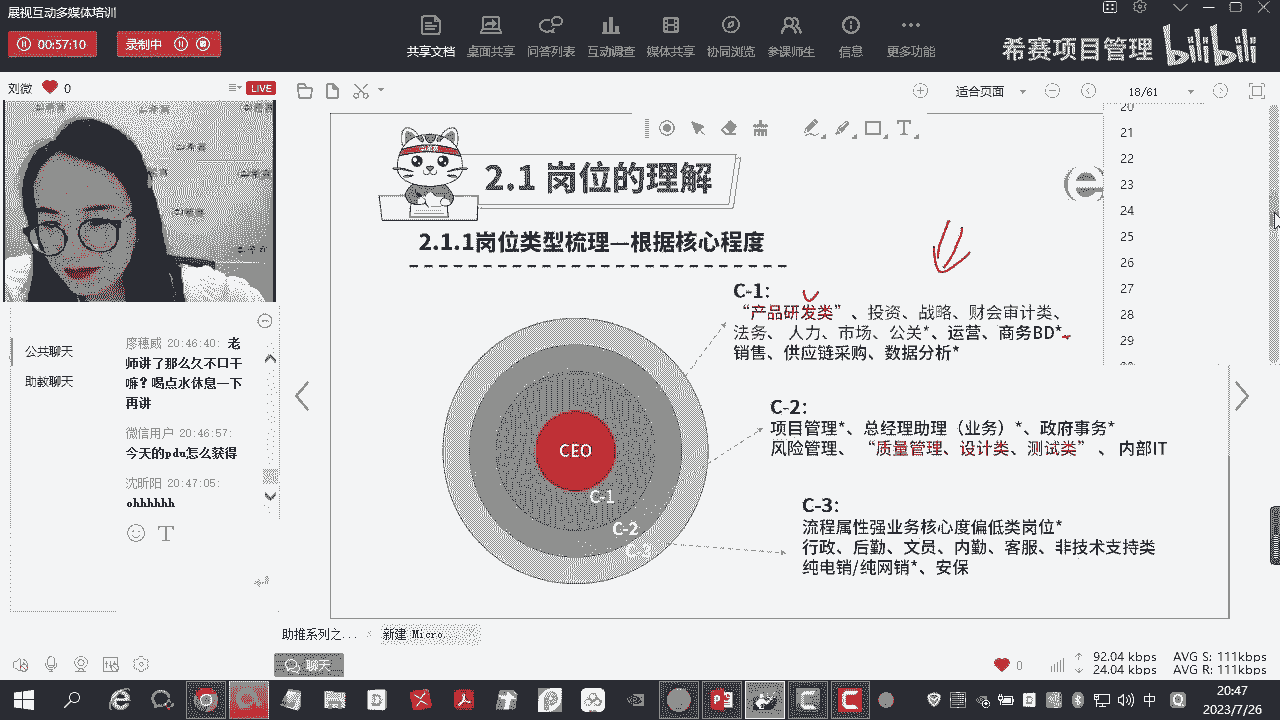 展视互动多媒体培训
00:57:10
录制中
共享文档
桌面共享
问答列表
互动调查
媒体共享
协同浏览
参课师生
信息
更多功能
希赛项目管理 bilibili
刘微 0
LIVE
适合页面
18/61
20
21
22
23
24
25
26
27
28
29
2.1 岗位的理解
2.1.1岗位类型梳理—根据核心程度
C-1：
“产品研发类”、投资、战略、财会审计类、
法务、 人力、市场、公关*、运营、商务BD*、
销售、供应链采购、数据分析*
C-2：
项目管理*、总经理助理（业务）*、政府事务*
风险管理、 “质量管理、设计类、测试类” 、内部IT
C-3：
流程属性强业务核心度偏低类岗位*
行政、后勤、文员、内勤、客服、非技术支持类
纯电销/纯网销*、安保
CEO
C-1
C-2
C-3
公共聊天
助教聊天
廖穗威 20:46:40: 老
师讲了那么久不口干
嘛？喝点水休息一下
再讲
微信用户 20:46:57:
今天的pdu怎么获得
沈昕阳 20:47:05:
ohhhhhh
助推系列之...
新建 Micro...
聊天
0
92.04 kbps
AVG S: 111kbps
24.04 kbps
AVG R: 111kbps
中
20:47
2023/7/26